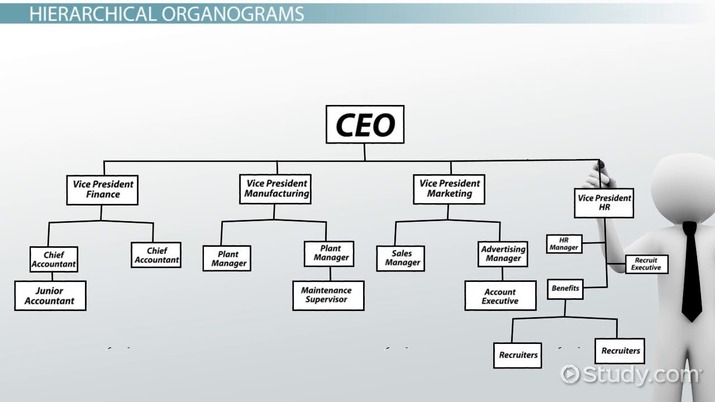 HIERARCHICAL ORGANOGRAMS
CEO
Vice President
Finance
Vice President
Manufacturing
Vice President
Marketing
Vice President
HR
Chief
Accountant
Chief
Accountant
Plant
Manager
Plant
Manager
Sales
Manager
Advertising
Manager
HR
Manager
Recruit
Executive
Junior
Accountant
Maintenance
Supervisor
Account
Executive
Benefits
Recruiters
Recruiters
Study.com